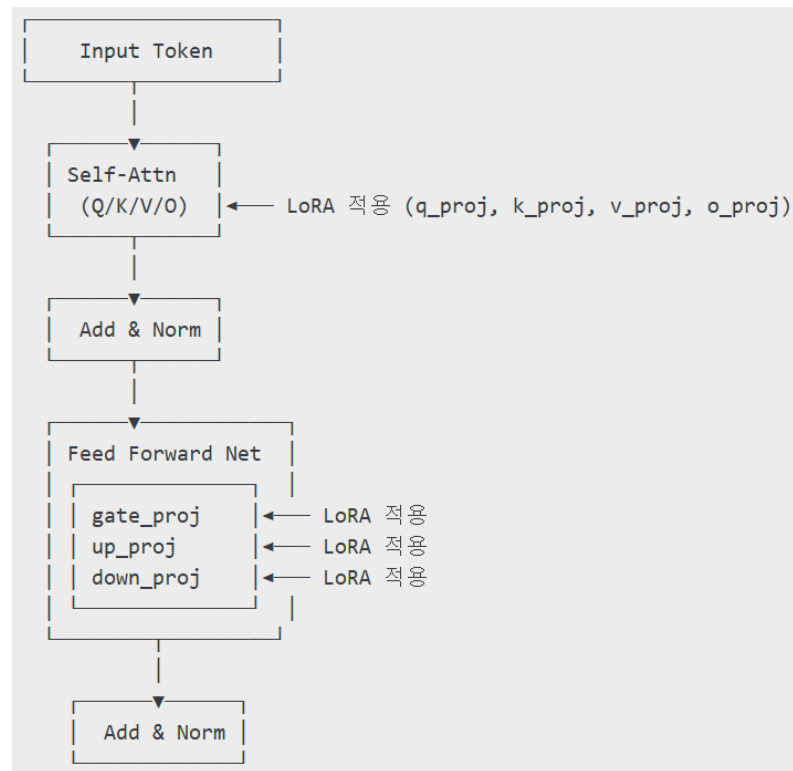 Input Token
Self-Attn
(Q/K/V/O) ◄─── LoRA 적용 (q_proj, k_proj, v_proj, o_proj)
Add & Norm
Feed Forward Net
gate_proj ◄─── LoRA 적용
up_proj ◄─── LoRA 적용
down_proj ◄─── LoRA 적용
Add & Norm